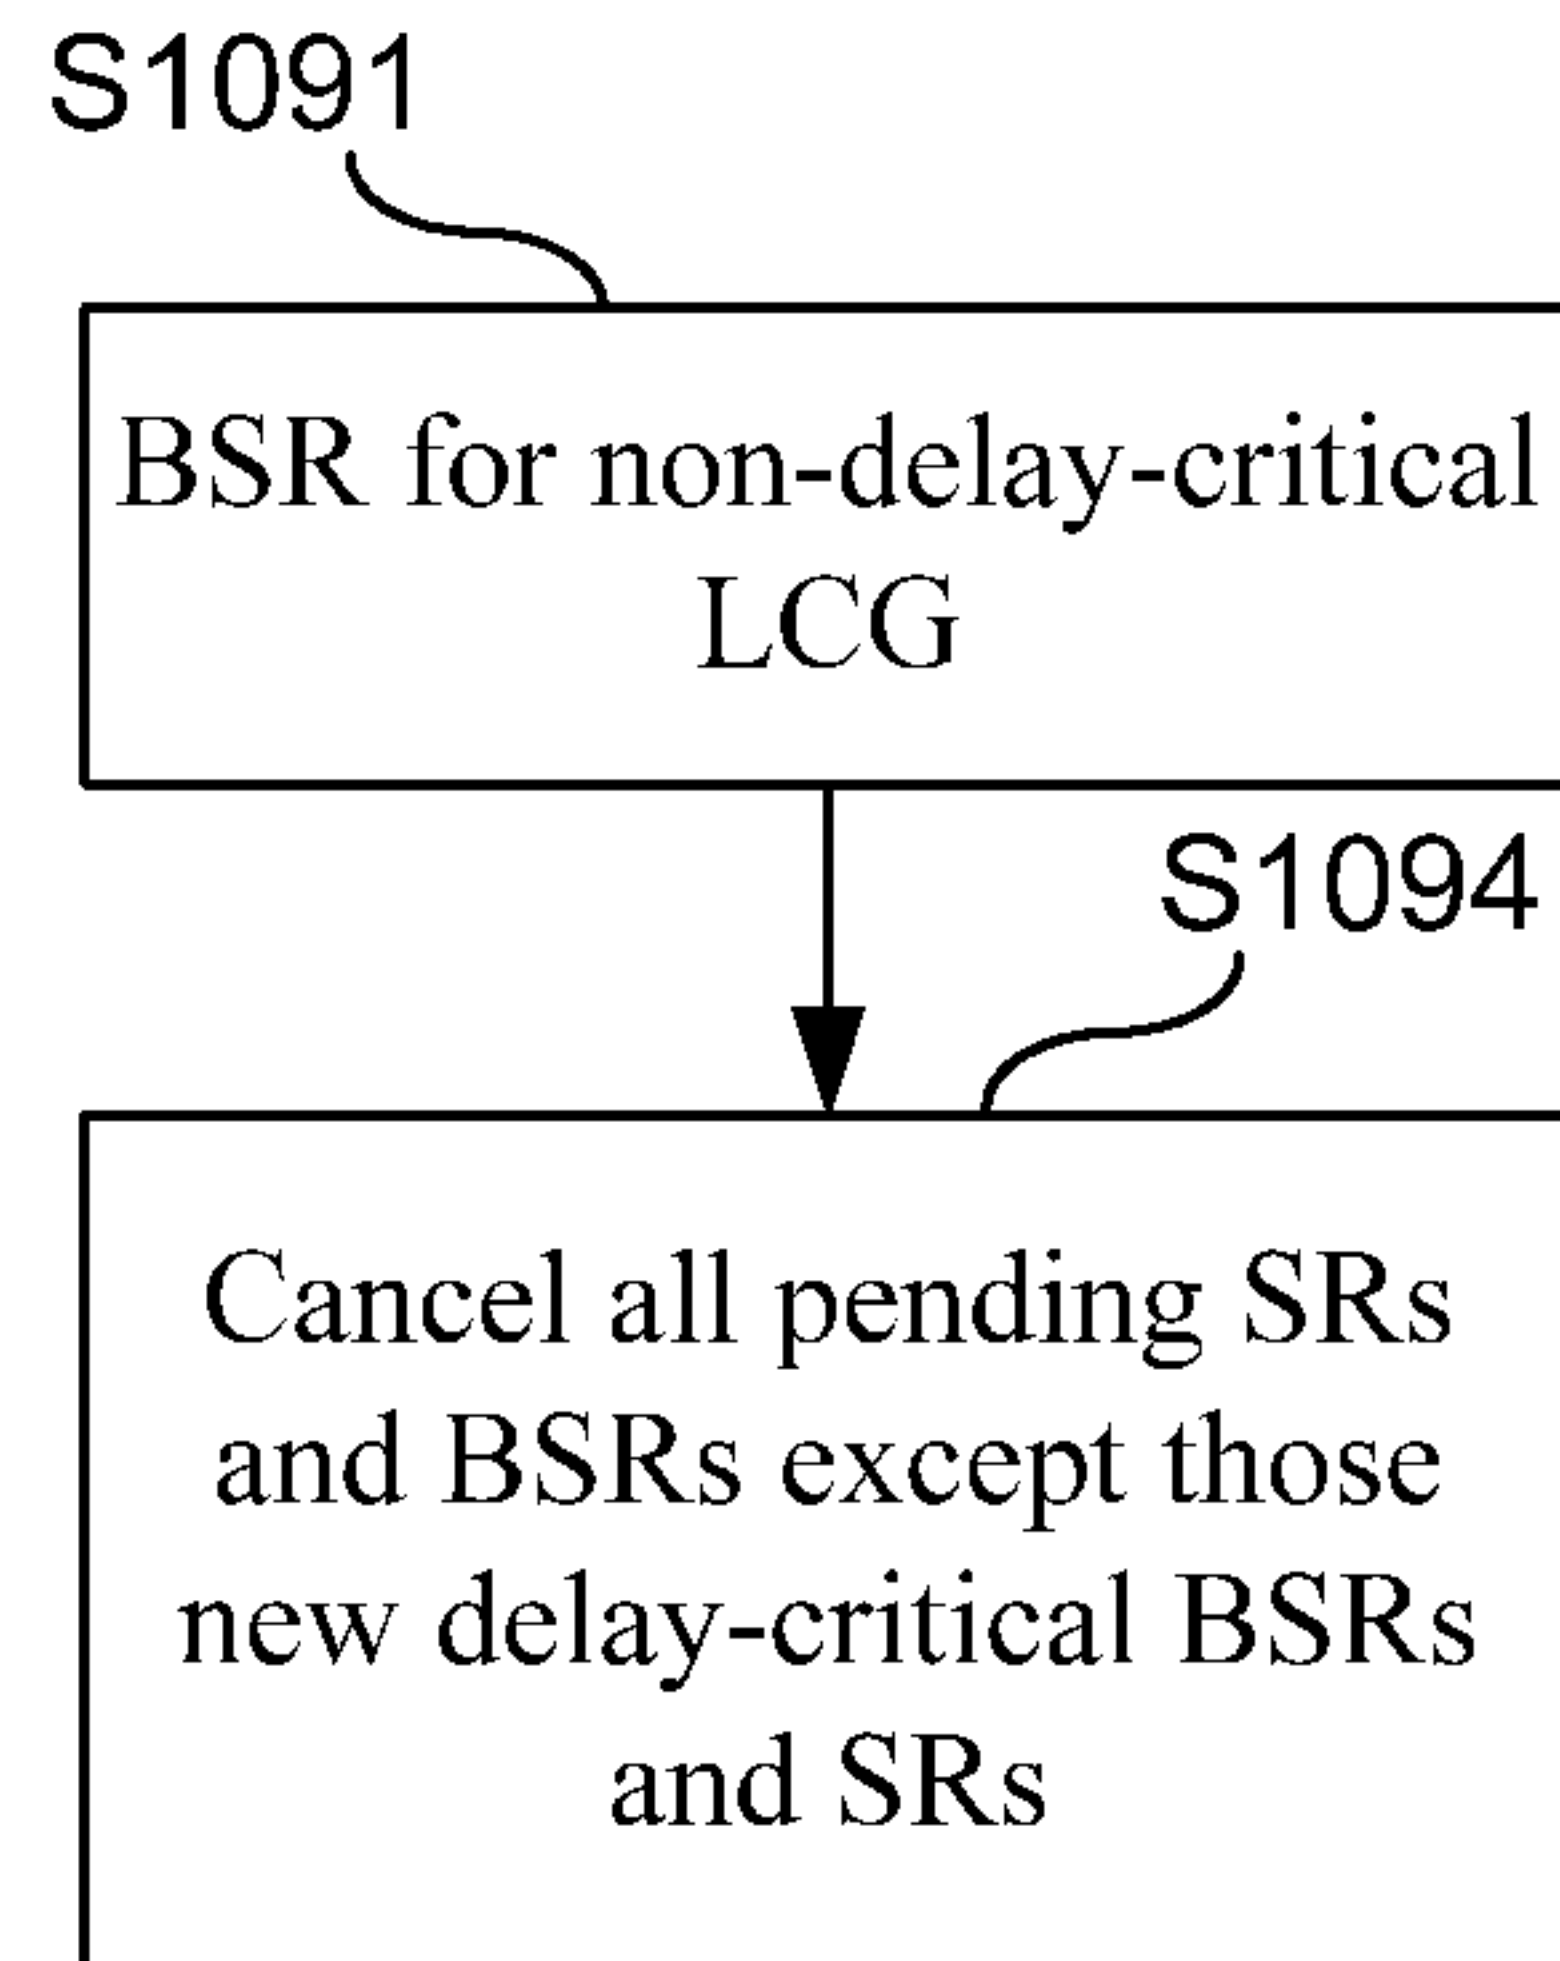 S1091
BSR for non-delay-critical
LCG
S1094
Cancel all pending SRs
and BSRs except those
new delay-critical BSRs
and SRs